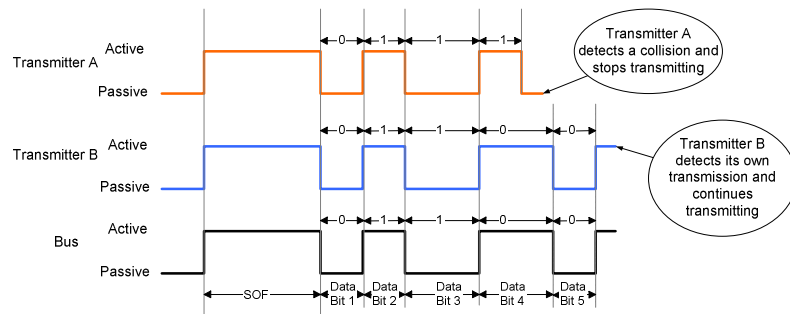 Active
0
1
1
1
Transmitter A
Passive
Transmitter A
detects a collision and
stops transmitting
0
1
1
0
0
Active
Transmitter B
Passive
Transmitter B
detects its own
transmission and
continues
transmitting
0
1
1
0
0
Active
Bus
Passive
SOF
Data
Bit 1
Data
Bit 2
Data
Bit 3
Data
Bit 4
Data
Bit 5